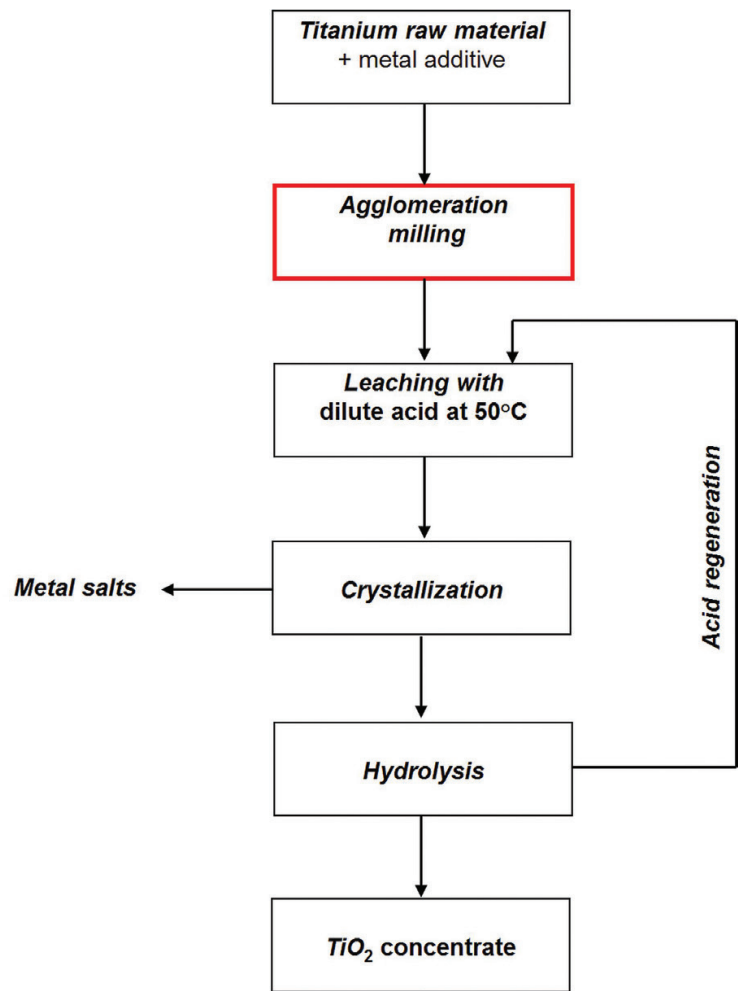 Titanium raw material
+ metal additive
Agglomeration
milling
Leaching with
dilute acid at 50°C
Acid regeneration
Metal salts
Crystallization
Hydrolysis
TiO₂ concentrate